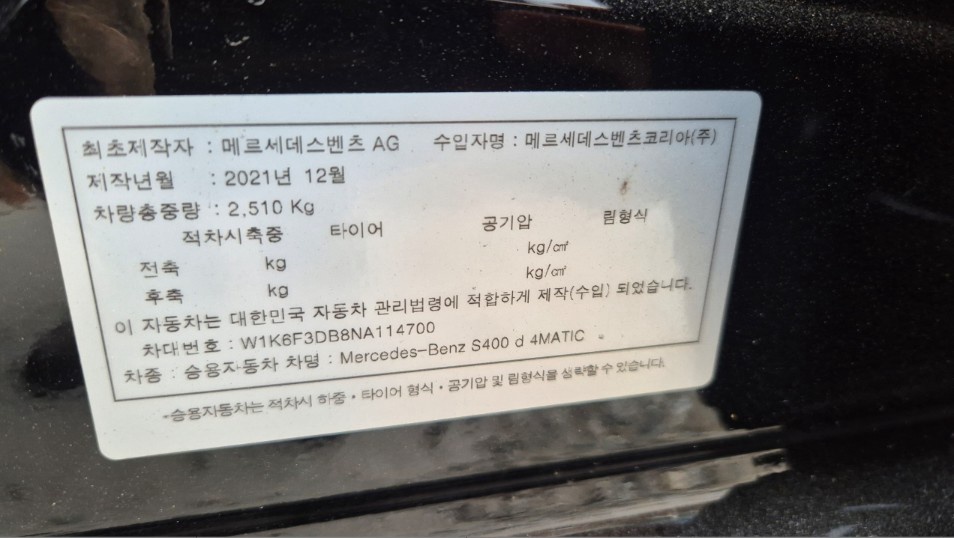 최초제작자 : 메르세데스벤츠 AG 수입자명 : 메르세데스벤츠코리아(주)
제작년월 : 2021년 12월
차량총중량 : 2,510 Kg
적차시축중 타이어 공기압 림형식
전축 kg kg/㎠
후축 kg kg/㎠
이 자동차는 대한민국 자동차 관리법령에 적합하게 제작(수입) 되었습니다.
차대번호 : W1K6F3DB8NA114700
차종 : 승용자동차 차명 : Mercedes-Benz S400 d 4MATIC
-승용자동차는 적차시 하중・타이어 형식・공기압 및 림형식을 생략할 수 있습니다.